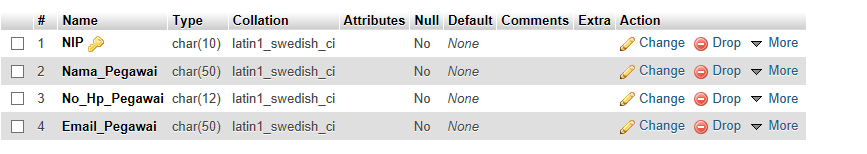 # Name Type Collation Attributes Null Default Comments Extra Action
1 NIP char(10) latin1_swedish_ci No None Change Drop More
2 Nama_Pegawai char(50) latin1_swedish_ci No None Change Drop More
3 No_Hp_Pegawai char(12) latin1_swedish_ci No None Change Drop More
4 Email_Pegawai char(50) latin1_swedish_ci No None Change Drop More